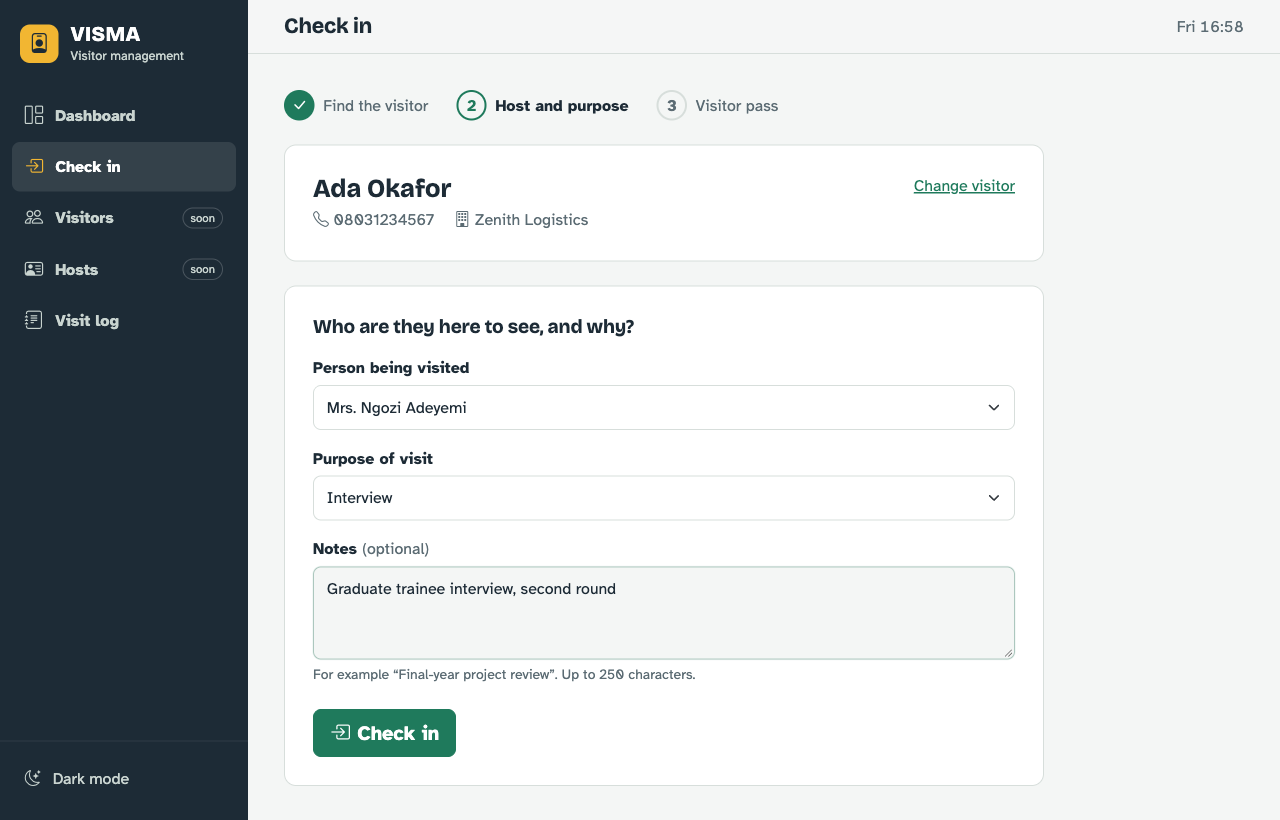 VISMA
Visitor management
Dashboard
Check in
Visitors soon
Hosts soon
Visit log
Dark mode
Check in
Fri 16:58
Find the visitor
2 Host and purpose
3 Visitor pass
Ada Okafor
Change visitor
08031234567 Zenith Logistics
Who are they here to see, and why?
Person being visited
Mrs. Ngozi Adeyemi
Purpose of visit
Interview
Notes (optional)
Graduate trainee interview, second round
For example “Final-year project review”. Up to 250 characters.
Check in